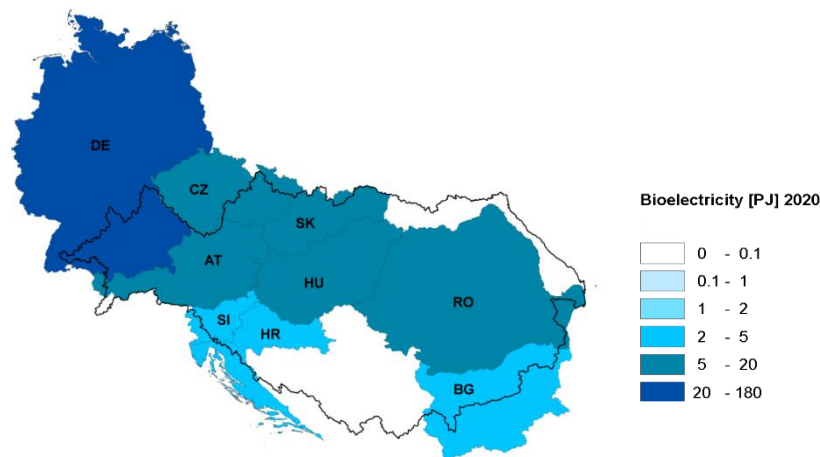 DE
CZ
SK
AT
HU
RO
SI
HR
BG
Bioelectricity [PJ] 2020
0 - 0.1
0.1 - 1
1 - 2
2 - 5
5 - 20
20 - 180